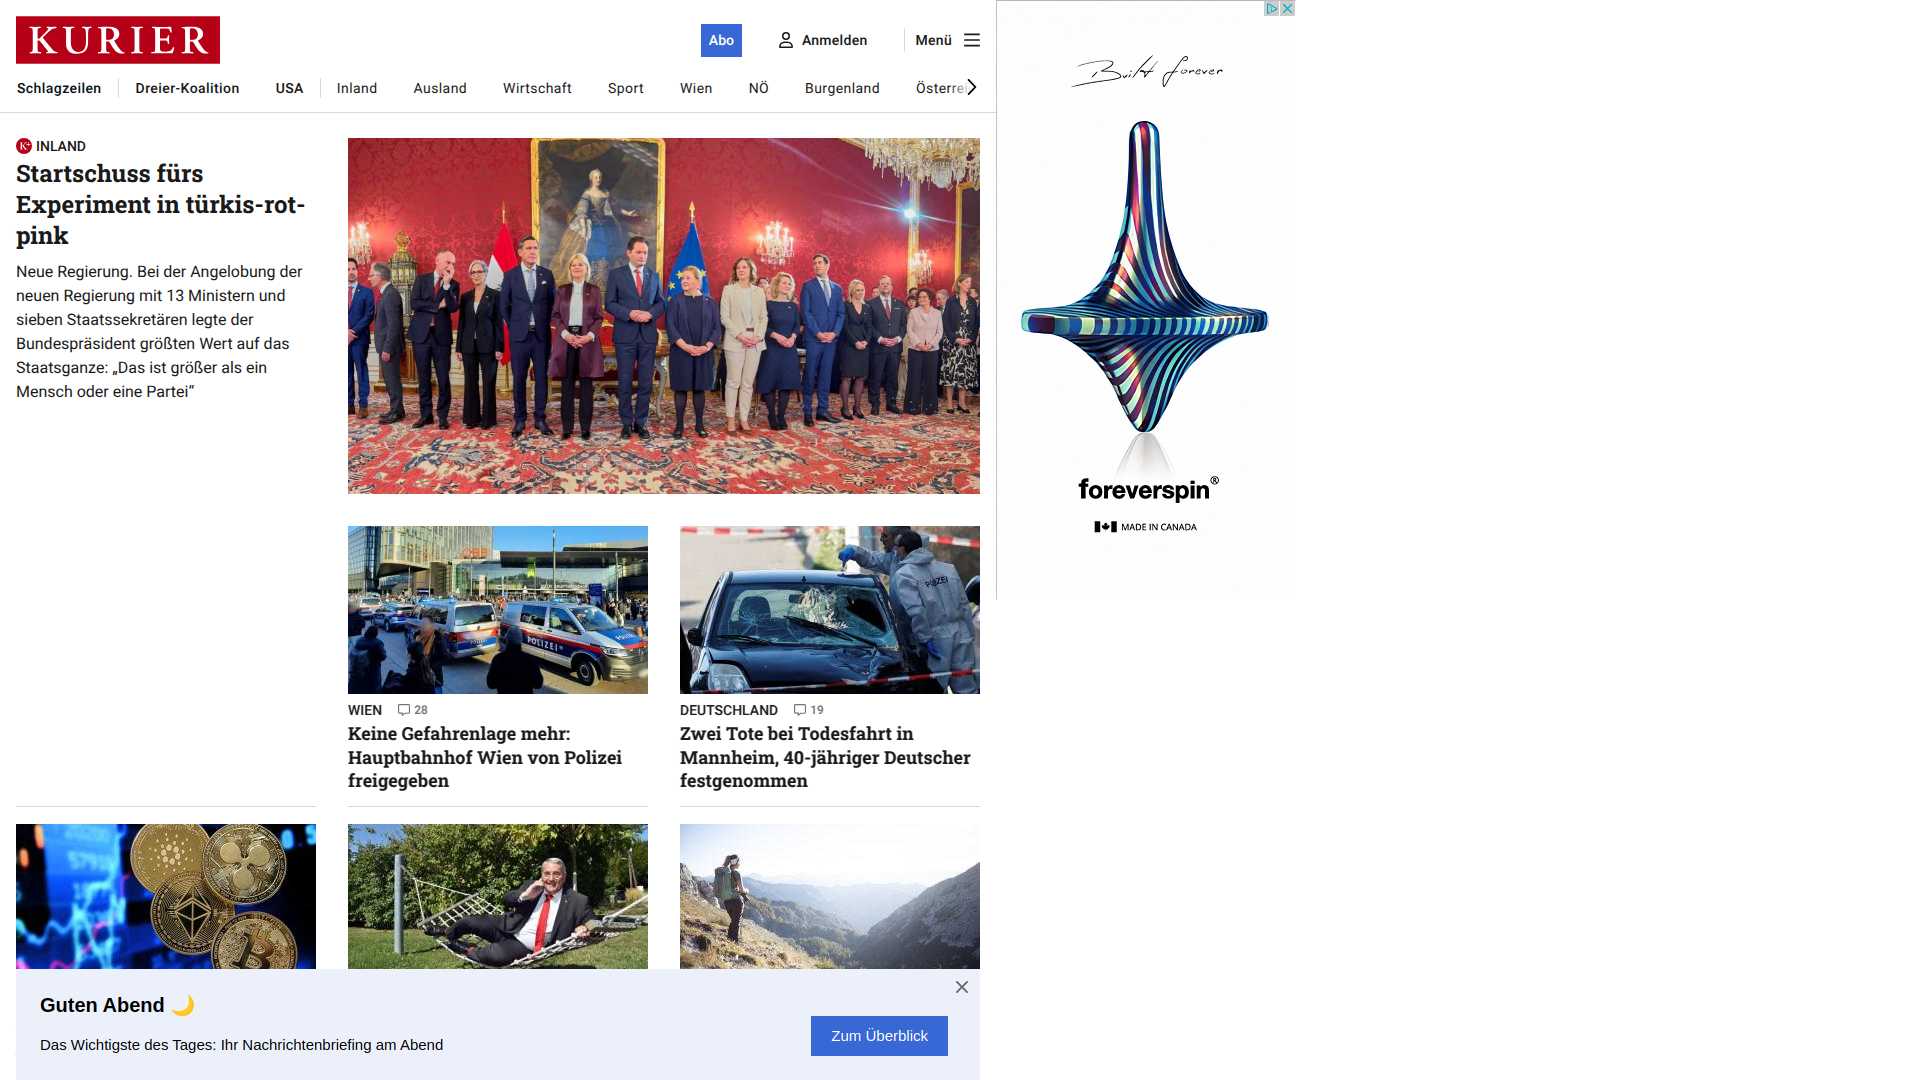 KURIER
Abo
Anmelden
Menü
Schlagzeilen
Dreier-Koalition
USA
Inland
Ausland
Wirtschaft
Sport
Wien
NÖ
Burgenland
Österre
INLAND
Startschuss fürs
Experiment in türkis-rot-
pink
Neue Regierung. Bei der Angelobung der
neuen Regierung mit 13 Ministern und
sieben Staatssekretären legte der
Bundespräsident größten Wert auf das
Staatsganze: „Das ist größer als ein
Mensch oder eine Partei“
ÖBB
POLIZEI
WIEN 28
Keine Gefahrenlage mehr:
Hauptbahnhof Wien von Polizei
freigegeben
POLIZEI
DEUTSCHLAND 19
Zwei Tote bei Todesfahrt in
Mannheim, 40-jähriger Deutscher
festgenommen
Guten Abend
Das Wichtigste des Tages: Ihr Nachrichtenbriefing am Abend
Zum Überblick
Built forever
foreverspin®
MADE IN CANADA